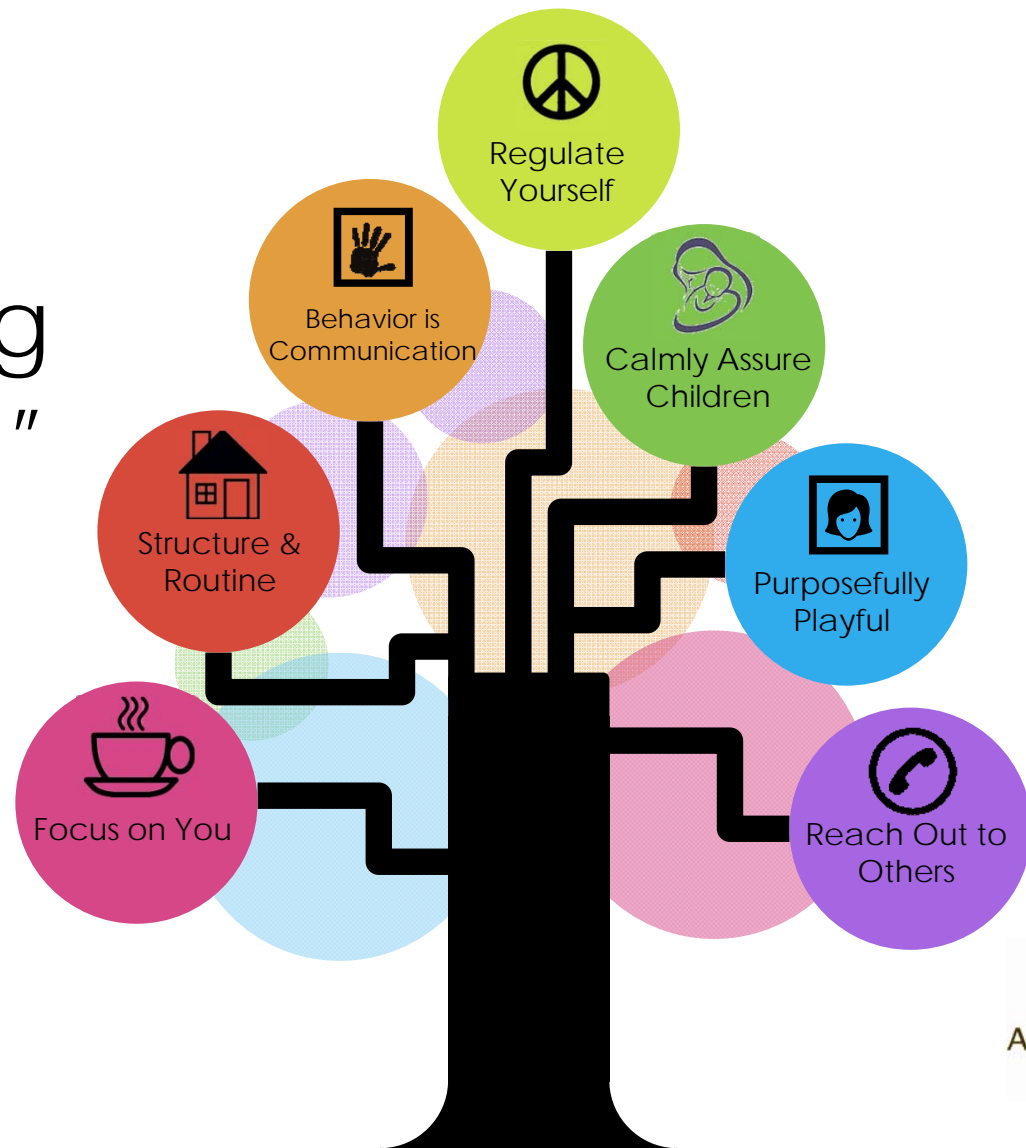 Regulate
Yourself
Behavior is
Communication
g
"
Calmly Assure
Children
Structure &
Routine
Purposefully
Playful
Focus on You
Reach Out to
Others
A